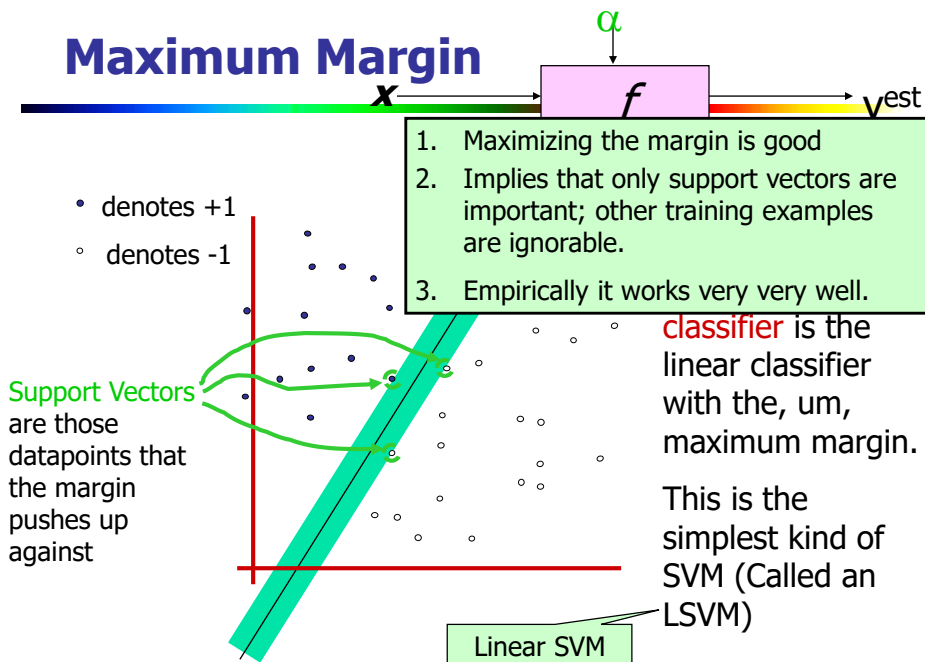 Maximum Margin
α
x
f
yest
1. Maximizing the margin is good
2. Implies that only support vectors are
important; other training examples
are ignorable.
3. Empirically it works very very well.
denotes +1
denotes -1
Support Vectors
are those
datapoints that
the margin
pushes up
against
classifier is the
linear classifier
with the, um,
maximum margin.
This is the
simplest kind of
SVM (Called an
LSVM)
Linear SVM